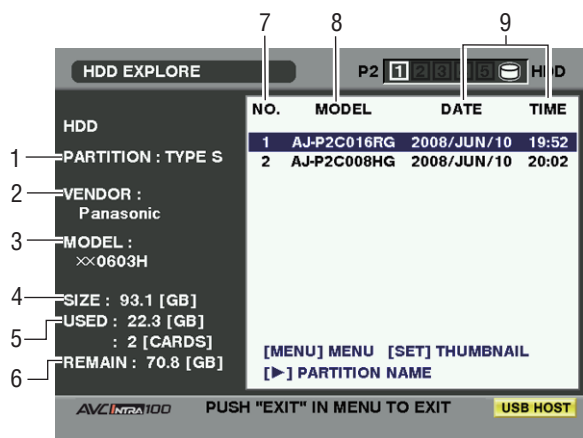 7 8 9
HDD EXPLORE P2 1 2 3 4 5 HDD
NO. MODEL DATE TIME
HDD
1 AJ-P2C016RG 2008/JUN/10 19:52
1 PARTITION : TYPE S
2 AJ-P2C008HG 2008/JUN/10 20:02
2 VENDOR :
Panasonic
3 MODEL :
××0603H
4 SIZE : 93.1 [GB]
5 USED : 22.3 [GB]
: 2 [CARDS]
6 REMAIN : 70.8 [GB]
[MENU] MENU [SET] THUMBNAIL
[▶] PARTITION NAME
AVC INTRA 100 PUSH "EXIT" IN MENU TO EXIT USB HOST